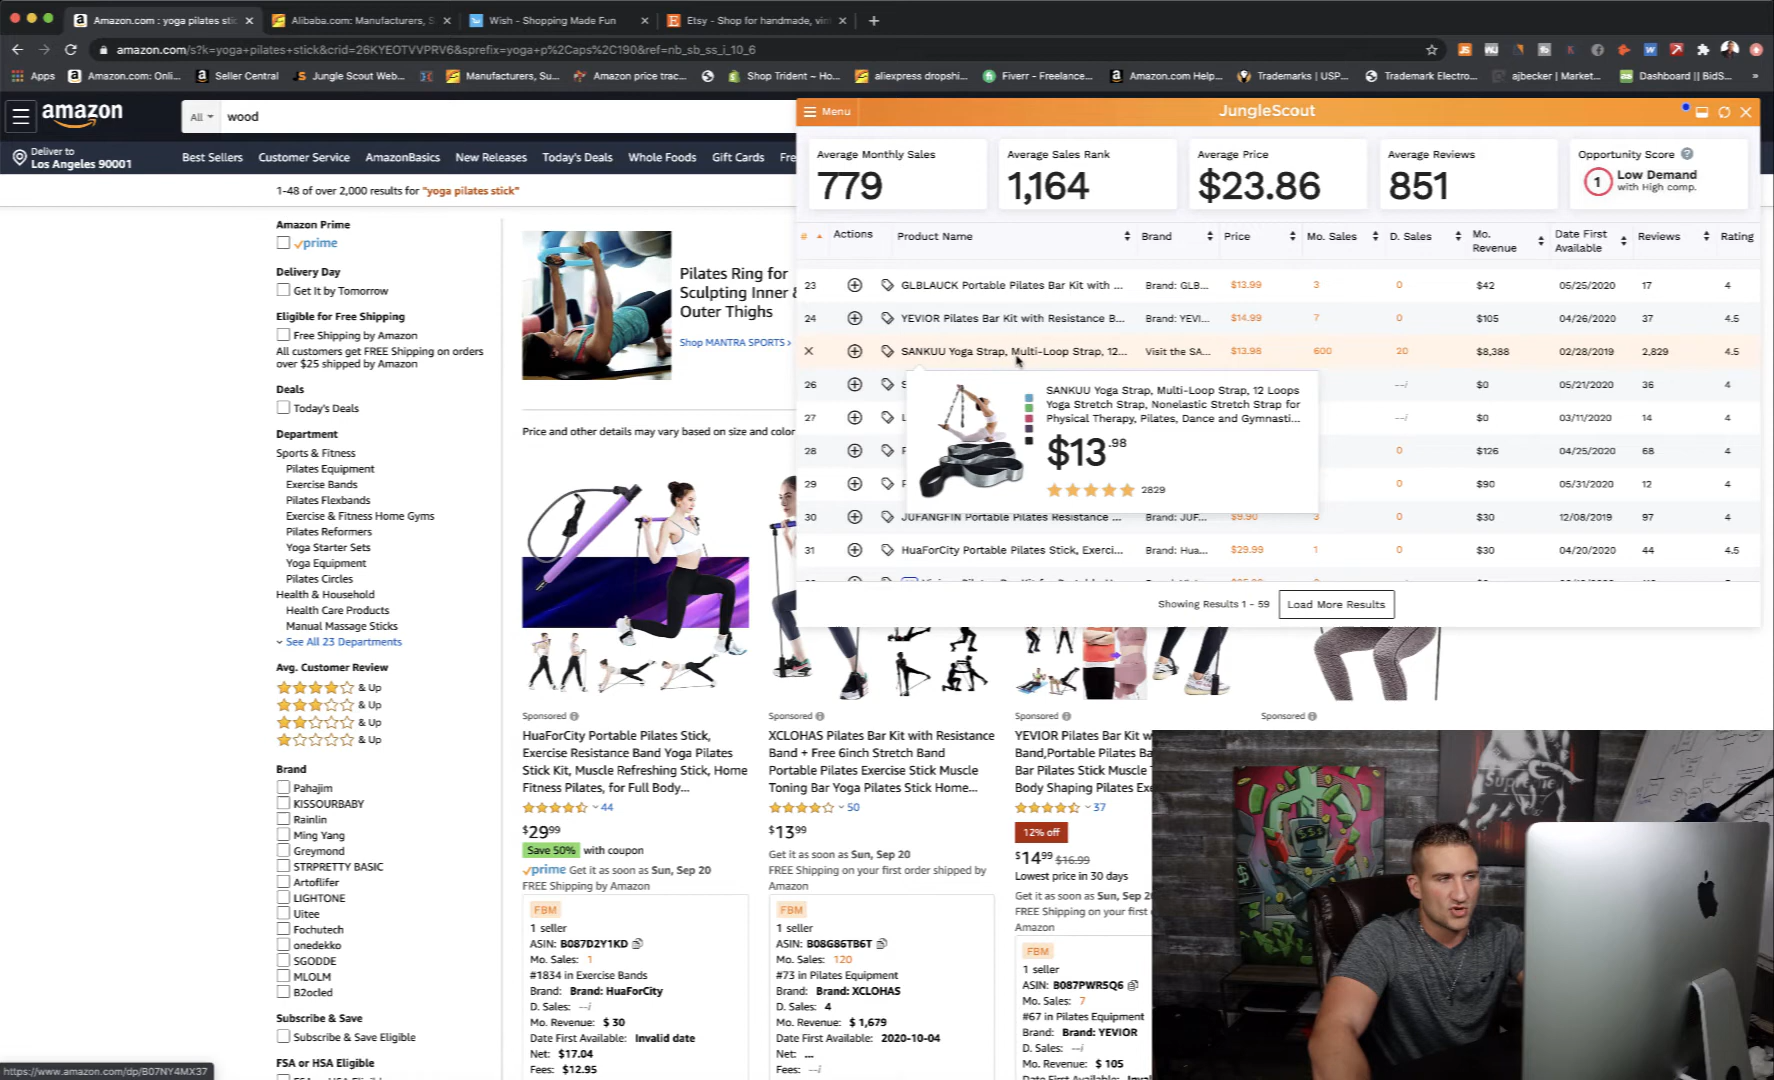 Amazon.com : yoga pilates stic
Alibaba.com: Manufacturers, S
Wish - Shopping Made Fun
Etsy - Shop for handmade, vin
amazon.com/s?k=yoga+pilates+stick&crid=26KYEOTVVPRV6&sprefix=yoga+p%2Caps%2C190&ref=nb_sb_ss_i_10_6
Apps
Amazon.com: Onli...
Seller Central
Jungle Scout Web...
Manufacturers, Su...
Amazon price trac...
Shop Trident – Ho...
aliexpress dropshi...
Fiverr - Freelance...
Amazon.com Help...
Trademarks | USP...
Trademark Electro...
ajbecker | Market...
Dashboard || BidS...
amazon
All
wood
Deliver to
Los Angeles 90001
Best Sellers
Customer Service
AmazonBasics
New Releases
Today's Deals
Whole Foods
Gift Cards
Fre
1-48 of over 2,000 results for "yoga pilates stick"
Menu
JungleScout
Average Monthly Sales
779
Average Sales Rank
1,164
Average Price
$23.86
Average Reviews
851
Opportunity Score
1
Low Demand
with High comp.
# Actions Product Name Brand Price Mo. Sales D. Sales Mo. Revenue Date First Available Reviews Rating
23 GLBLAUCK Portable Pilates Bar Kit with ... Brand: GLB... $13.99 3 0 $42 05/25/2020 17 4
24 YEVIOR Pilates Bar Kit with Resistance B... Brand: YEVI... $14.99 7 0 $105 04/26/2020 37 4.5
SANKUU Yoga Strap, Multi-Loop Strap, 12... Visit the SA... $13.98 600 20 $8,388 02/28/2019 2,829 4.5
26 S --i $0 05/21/2020 36 4
27 L --i $0 03/11/2020 14 4
28 F 0 $126 04/25/2020 68 4
29 F 0 $90 05/31/2020 12 4
30 JUFANGFIN Portable Pilates Resistance ... Brand: JUF... $9.90 3 0 $30 12/08/2019 97 4
31 HuaForCity Portable Pilates Stick, Exerci... Brand: Hua... $29.99 1 0 $30 04/20/2020 44 4.5
SANKUU Yoga Strap, Multi-Loop Strap, 12 Loops
Yoga Stretch Strap, Nonelastic Stretch Strap for
Physical Therapy, Pilates, Dance and Gymnasti...
$13.98
2829
Showing Results 1 - 59
Load More Results
Amazon Prime
prime
Delivery Day
Get It by Tomorrow
Eligible for Free Shipping
Free Shipping by Amazon
All customers get FREE Shipping on orders
over $25 shipped by Amazon
Deals
Today's Deals
Department
Sports & Fitness
Pilates Equipment
Exercise Bands
Pilates Flexbands
Exercise & Fitness Home Gyms
Pilates Reformers
Yoga Starter Sets
Yoga Equipment
Pilates Circles
Health & Household
Health Care Products
Manual Massage Sticks
See All 23 Departments
Avg. Customer Review
& Up
& Up
& Up
& Up
Brand
Pahajim
KISSOURBABY
Rainlin
Ming Yang
Greymond
STRPRETTY BASIC
Artoflifer
LIGHTONE
Uitee
Fochutech
onedekko
SGODDE
MLOLM
B2ocled
Subscribe & Save
Subscribe & Save Eligible
FSA or HSA Eligible
https://www.amazon.com/dp/B07NY4MX37
Pilates Ring for
Sculpting Inner &
Outer Thighs
Shop MANTRA SPORTS ›
Price and other details may vary based on size and color
Sponsored
HuaForCity Portable Pilates Stick,
Exercise Resistance Band Yoga Pilates
Stick Kit, Muscle Refreshing Stick, Home
Fitness Pilates, for Full Body...
44
$29.99
Save 50% with coupon
prime Get it as soon as Sun, Sep 20
FREE Shipping by Amazon
FBM
1 seller
ASIN: B087D2Y1KD
Mo. Sales: 1
#1834 in Exercise Bands
Brand: Brand: HuaForCity
D. Sales: --i
Mo. Revenue: $ 30
Date First Available: Invalid date
Net: $17.04
Fees: $12.95
Sponsored
XCLOHAS Pilates Bar Kit with Resistance
Band + Free 6inch Stretch Band
Portable Pilates Exercise Stick Muscle
Toning Bar Yoga Pilates Stick Home...
50
$13.99
Get it as soon as Sun, Sep 20
FREE Shipping on your first order shipped by
Amazon
FBM
1 seller
ASIN: B08G86TB6T
Mo. Sales: 120
#73 in Pilates Equipment
Brand: Brand: XCLOHAS
D. Sales: 4
Mo. Revenue: $ 1,679
Date First Available: 2020-10-04
Net: ...
Fees: --i
Sponsored
YEVIOR Pilates Bar Kit w
Band,Portable Pilates Ba
Bar Pilates Stick Muscle
Body Shaping Pilates Exe
37
12% off
$14.99 $16.99
Lowest price in 30 days
Get it as soon as Sun, Sep 2
FREE Shipping on your first
Amazon
FBM
1 seller
ASIN: B087PWRSQ6
Mo. Sales: 7
#67 in Pilates Equipment
Brand: Brand: YEVIOR
D. Sales: --i
Mo. Revenue: $ 105
Sponsored
Supreme